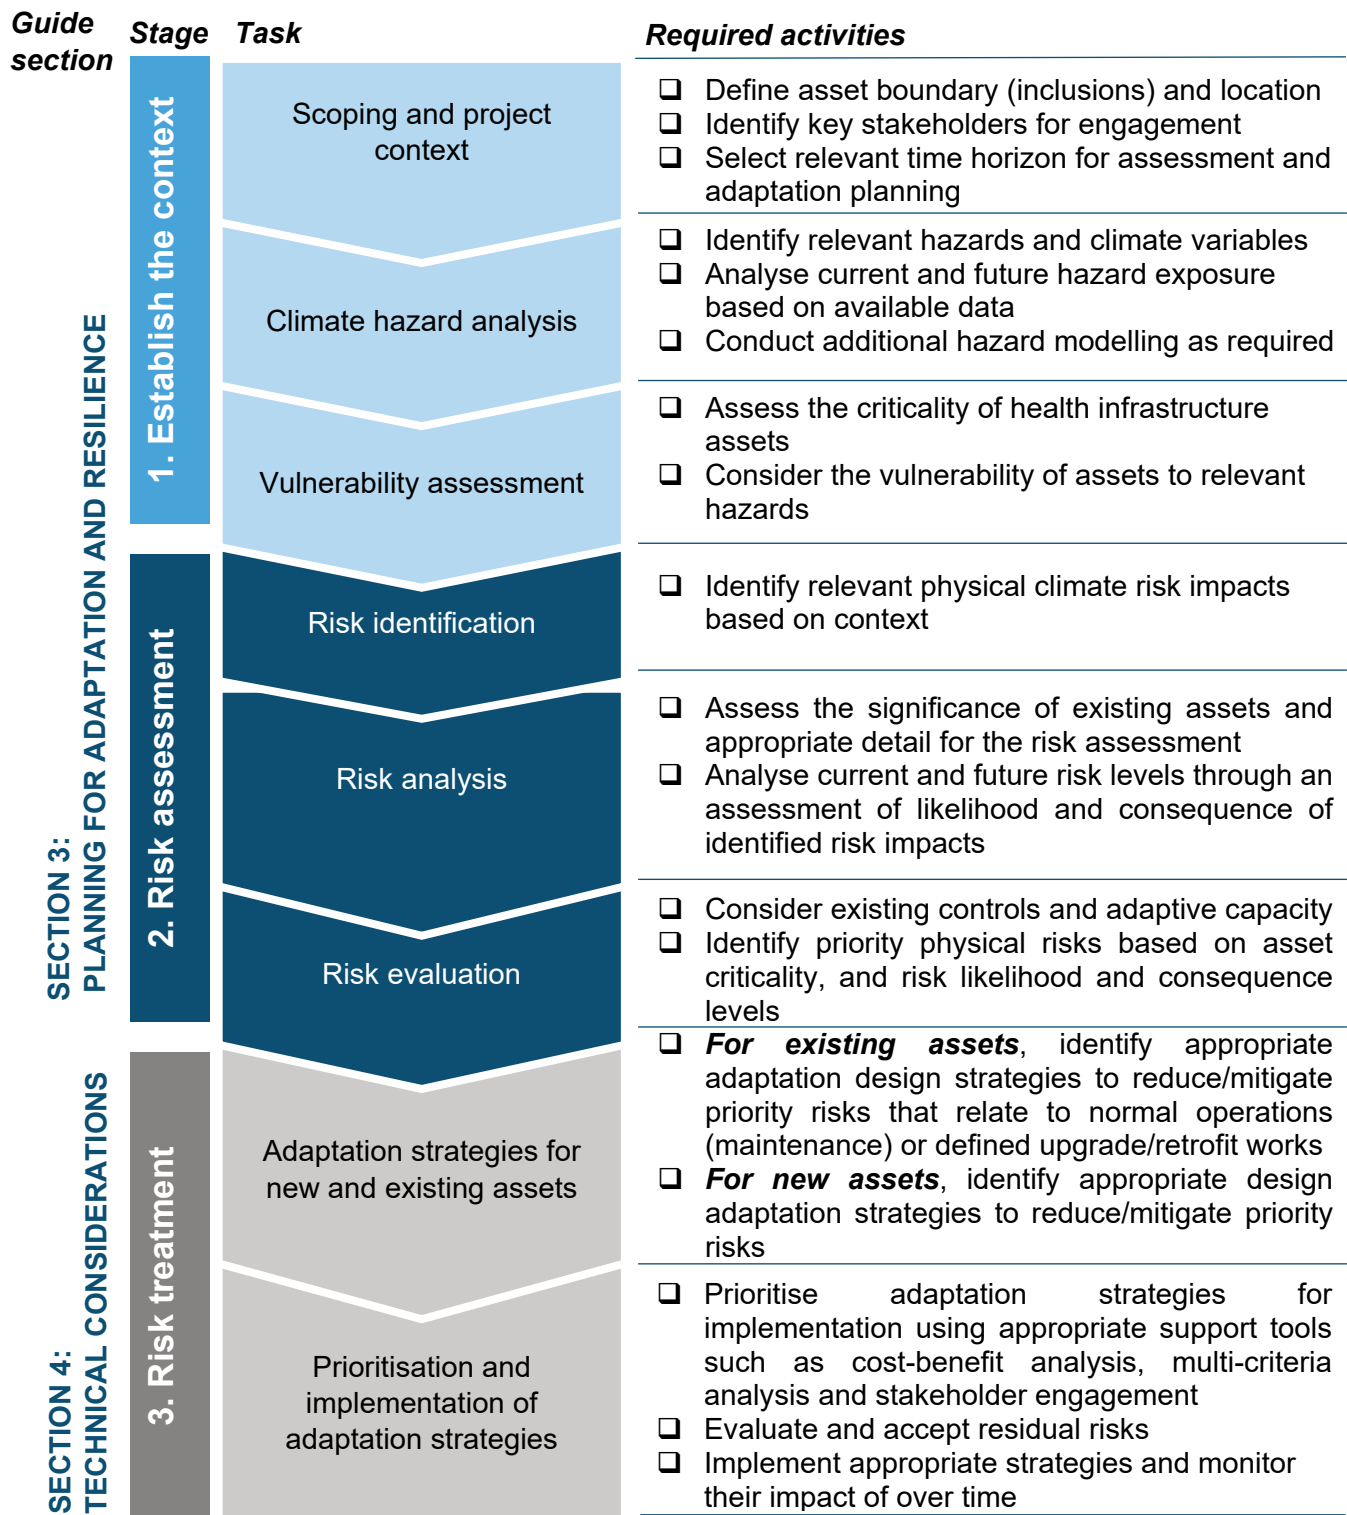 Guide
section
Stage
Task
Required activities
SECTION 3:
PLANNING FOR ADAPTATION AND RESILIENCE
1. Establish the context
Scoping and project
context
❑ Define asset boundary (inclusions) and location
❑ Identify key stakeholders for engagement
❑ Select relevant time horizon for assessment and
adaptation planning
Climate hazard analysis
❑ Identify relevant hazards and climate variables
❑ Analyse current and future hazard exposure
based on available data
❑ Conduct additional hazard modelling as required
Vulnerability assessment
❑ Assess the criticality of health infrastructure
assets
❑ Consider the vulnerability of assets to relevant
hazards
2. Risk assessment
Risk identification
❑ Identify relevant physical climate risk impacts
based on context
Risk analysis
❑ Assess the significance of existing assets and
appropriate detail for the risk assessment
❑ Analyse current and future risk levels through an
assessment of likelihood and consequence of
identified risk impacts
Risk evaluation
❑ Consider existing controls and adaptive capacity
❑ Identify priority physical risks based on asset
criticality, and risk likelihood and consequence
levels
SECTION 4:
TECHNICAL CONSIDERATIONS
3. Risk treatment
Adaptation strategies for
new and existing assets
❑ For existing assets, identify appropriate
adaptation design strategies to reduce/mitigate
priority risks that relate to normal operations
(maintenance) or defined upgrade/retrofit works
❑ For new assets, identify appropriate design
adaptation strategies to reduce/mitigate priority
risks
Prioritisation and
implementation of
adaptation strategies
❑ Prioritise adaptation strategies for
implementation using appropriate support tools
such as cost-benefit analysis, multi-criteria
analysis and stakeholder engagement
❑ Evaluate and accept residual risks
❑ Implement appropriate strategies and monitor
their impact of over time